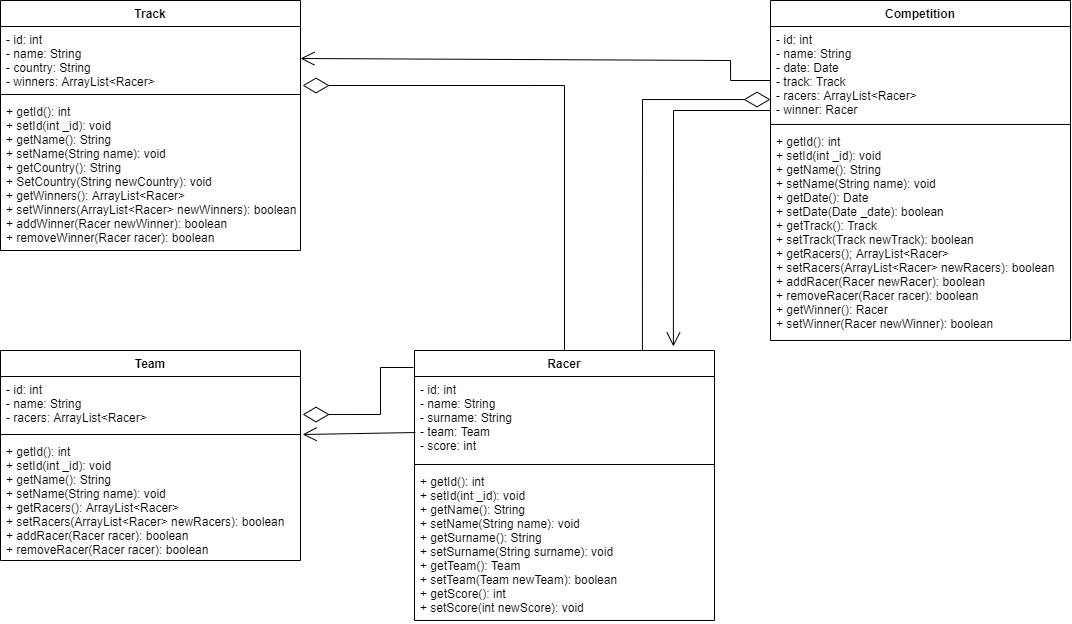 Track
- id: int
- name: String
- country: String
- winners: ArrayList<Racer>
+ getId(): int
+ setId(int _id): void
+ getName(): String
+ setName(String name): void
+ getCountry(): String
+ SetCountry(String newCountry): void
+ getWinners(): ArrayList<Racer>
+ setWinners(ArrayList<Racer> newWinners): boolean
+ addWinner(Racer newWinner): boolean
+ removeWinner(Racer racer): boolean
Competition
- id: int
- name: String
- date: Date
- track: Track
- racers: ArrayList<Racer>
- winner: Racer
+ getId(): int
+ setId(int _id): void
+ getName(): String
+ setName(String name): void
+ getDate(): Date
+ setDate(Date _date): boolean
+ getTrack(): Track
+ setTrack(Track newTrack): boolean
+ getRacers(); ArrayList<Racer>
+ setRacers(ArrayList<Racer> newRacers): boolean
+ addRacer(Racer newRacer): boolean
+ removeRacer(Racer racer): boolean
+ getWinner(): Racer
+ setWinner(Racer newWinner): boolean
Team
- id: int
- name: String
- racers: ArrayList<Racer>
+ getId(): int
+ setId(int _id): void
+ getName(): String
+ setName(String name): void
+ getRacers(): ArrayList<Racer>
+ setRacers(ArrayList<Racer> newRacers): boolean
+ addRacer(Racer racer): boolean
+ removeRacer(Racer racer): boolean
Racer
- id: int
- name: String
- surname: String
- team: Team
- score: int
+ getId(): int
+ setId(int _id): void
+ getName(): String
+ setName(String name): void
+ getSurname(): String
+ setSurname(String surname): void
+ getTeam(): Team
+ setTeam(Team newTeam): boolean
+ getScore(): int
+ setScore(int newScore): void